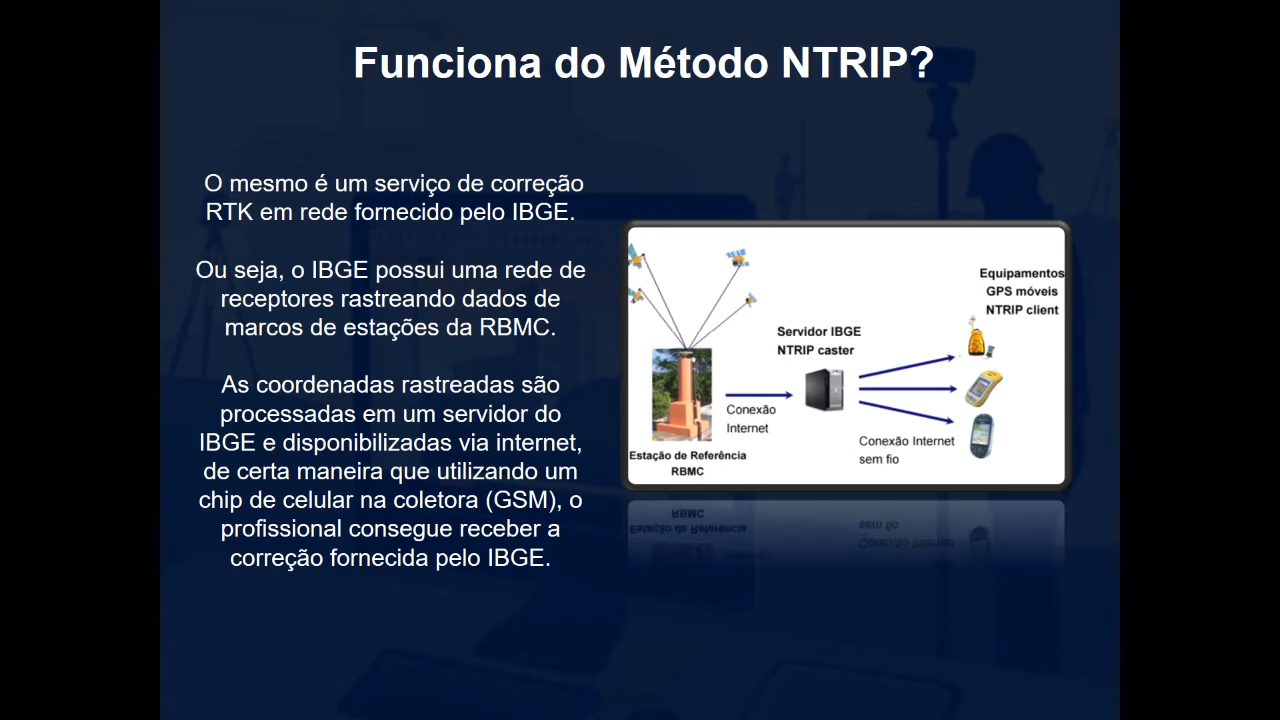 Funciona do Método NTRIP?
O mesmo é um serviço de correção
RTK em rede fornecido pelo IBGE.
Ou seja, o IBGE possui uma rede de
receptores rastreando dados de
marcos de estações da RBMC.
As coordenadas rastreadas são
processadas em um servidor do
IBGE e disponibilizadas via internet,
de certa maneira que utilizando um
chip de celular na coletora (GSM), o
profissional consegue receber a
correção fornecida pelo IBGE.
Equipamentos
GPS móveis
NTRIP client
Servidor IBGE
NTRIP caster
Conexão
Internet
Conexão Internet
sem fio
Estação de Referência
RBMC